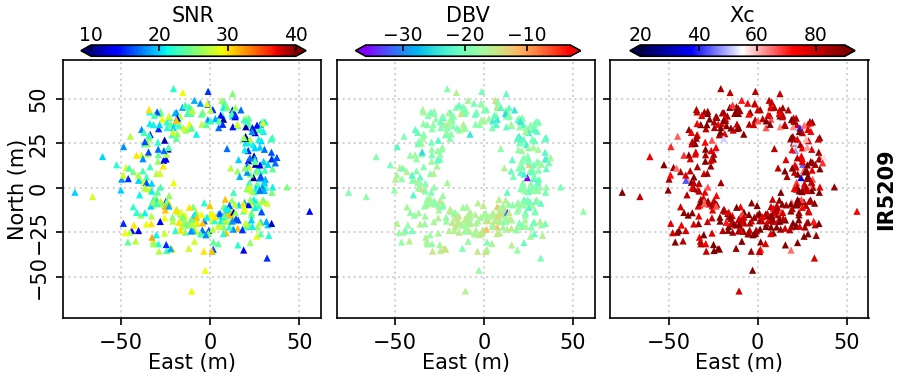 SNR DBV Xc
10 20 30 40 −30 −20 −10 20 40 60 80
50
25
0
−25
−50
North (m)
−50 0 50 −50 0 50 −50 0 50
East (m) East (m) East (m)
IR5209